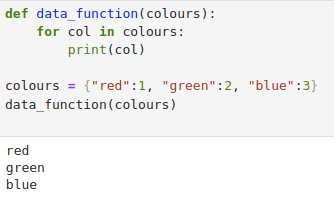 def data_function(colours):
    for col in colours:
        print(col)

colours = {"red":1, "green":2, "blue":3}
data_function(colours)

red
green
blue